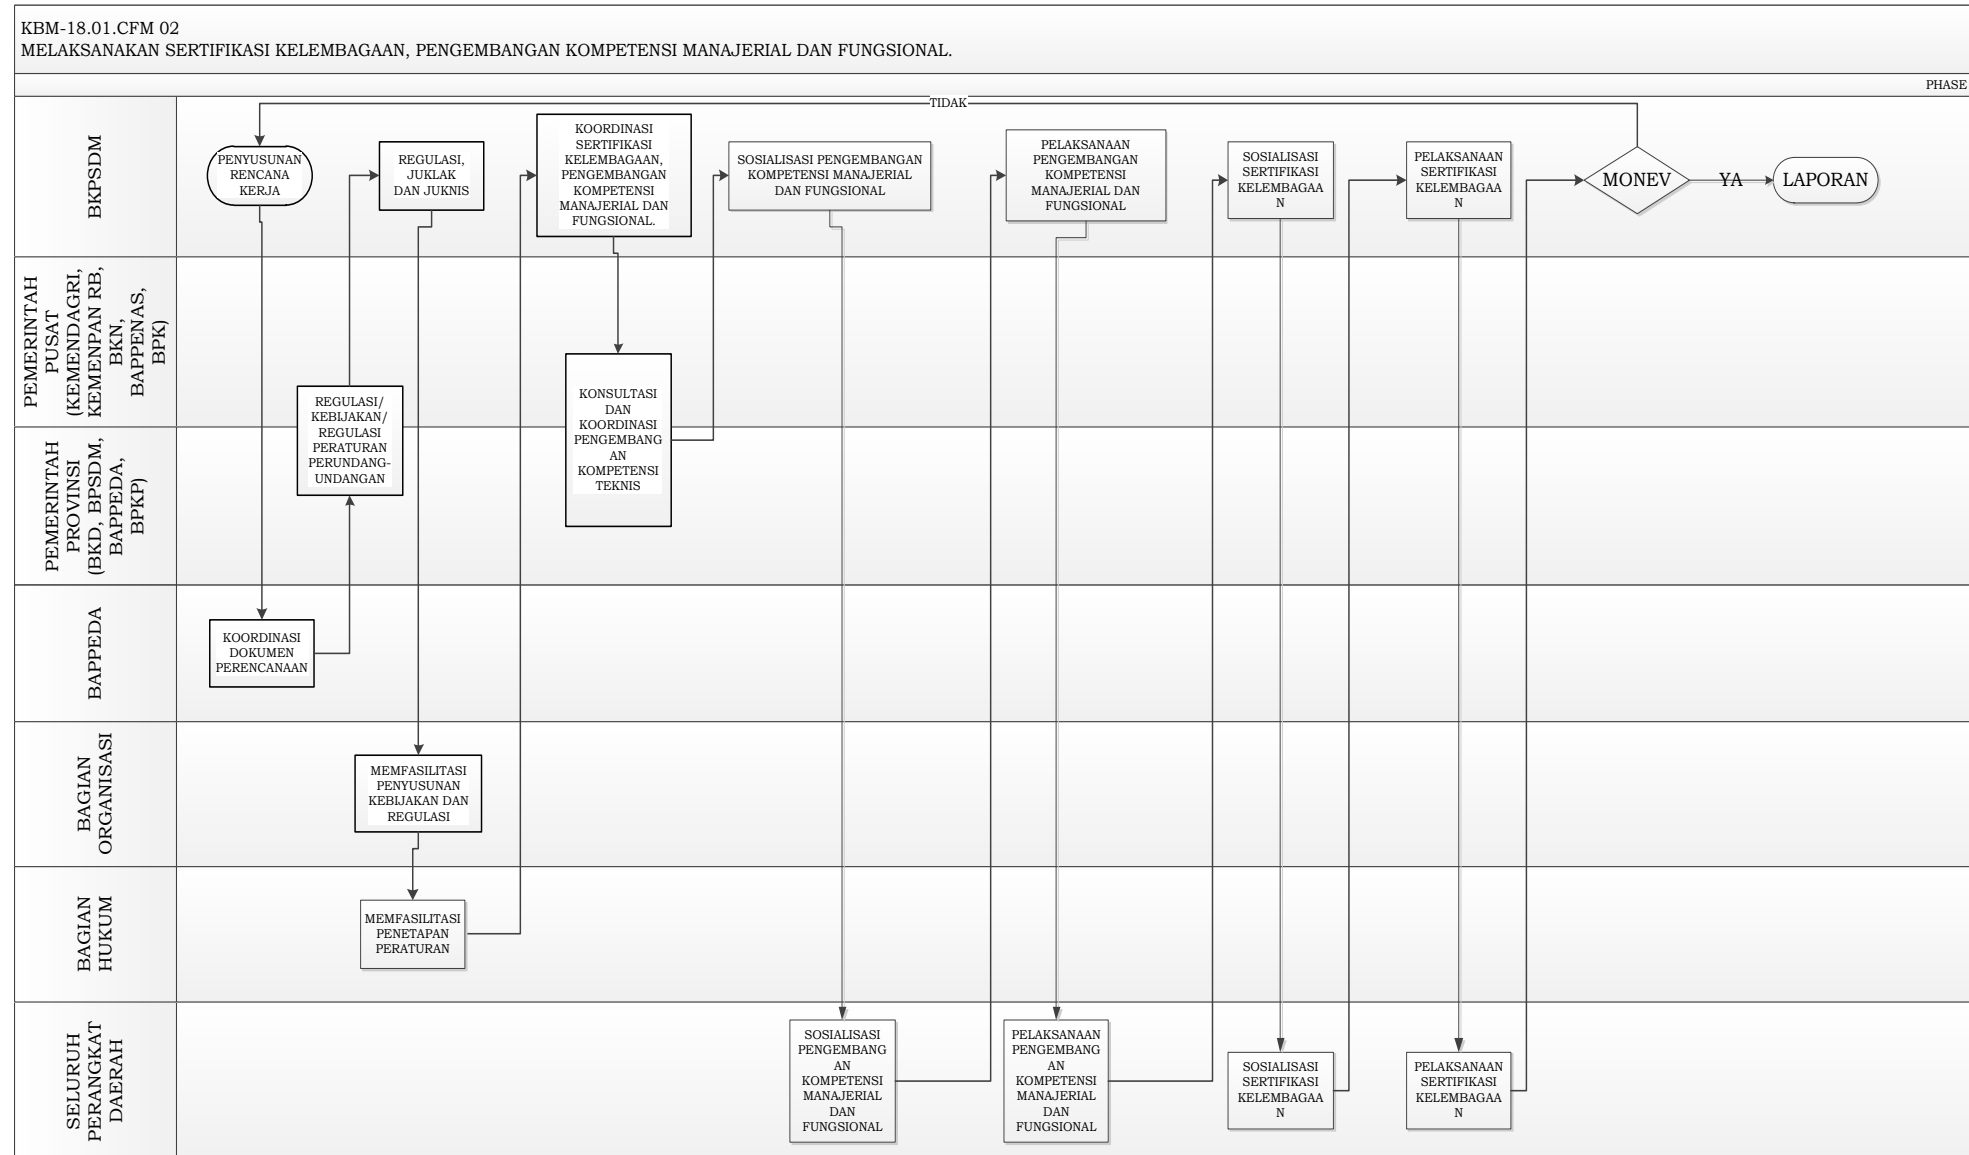 KBM-18.01.CFM 02
MELAKSANAKAN SERTIFIKASI KELEMBAGAAN, PENGEMBANGAN KOMPETENSI MANAJERIAL DAN FUNGSIONAL.
PHASE
BKPSDM
TIDAK
PENYUSUNAN
RENCANA
KERJA
REGULASI,
JUKLAK
DAN JUKNIS
KOORDINASI
SERTIFIKASI
KELEMBAGAAN,
PENGEMBANGAN
KOMPETENSI
MANAJERIAL DAN
FUNGSIONAL.
SOSIALISASI PENGEMBANGAN
KOMPETENSI MANAJERIAL
DAN FUNGSIONAL
PELAKSANAAN
PENGEMBANGAN
KOMPETENSI
MANAJERIAL DAN
FUNGSIONAL
SOSIALISASI
SERTIFIKASI
KELEMBAGAA
N
PELAKSANAAN
SERTIFIKASI
KELEMBAGAA
N
MONEV
YA
LAPORAN
PEMERINTAH
PUSAT
(KEMENDAGRI,
KEMENPAN RB,
BKN,
BAPPENAS,
BPK)
REGULASI/
KEBIJAKAN/
REGULASI
PERATURAN
PERUNDANG-
UNDANGAN
KONSULTASI
DAN
KOORDINASI
PENGEMBANG
AN
KOMPETENSI
TEKNIS
PEMERINTAH
PROVINSI
(BKD, BPSDM,
BAPPEDA,
BPKP)
BAPPEDA
KOORDINASI
DOKUMEN
PERENCANAAN
BAGIAN
ORGANISASI
MEMFASILITASI
PENYUSUNAN
KEBIJAKAN DAN
REGULASI
BAGIAN
HUKUM
MEMFASILITASI
PENETAPAN
PERATURAN
SELURUH
PERANGKAT
DAERAH
SOSIALISASI
PENGEMBANG
AN
KOMPETENSI
MANAJERIAL
DAN
FUNGSIONAL
PELAKSANAAN
PENGEMBANG
AN
KOMPETENSI
MANAJERIAL
DAN
FUNGSIONAL
SOSIALISASI
SERTIFIKASI
KELEMBAGAA
N
PELAKSANAAN
SERTIFIKASI
KELEMBAGAA
N